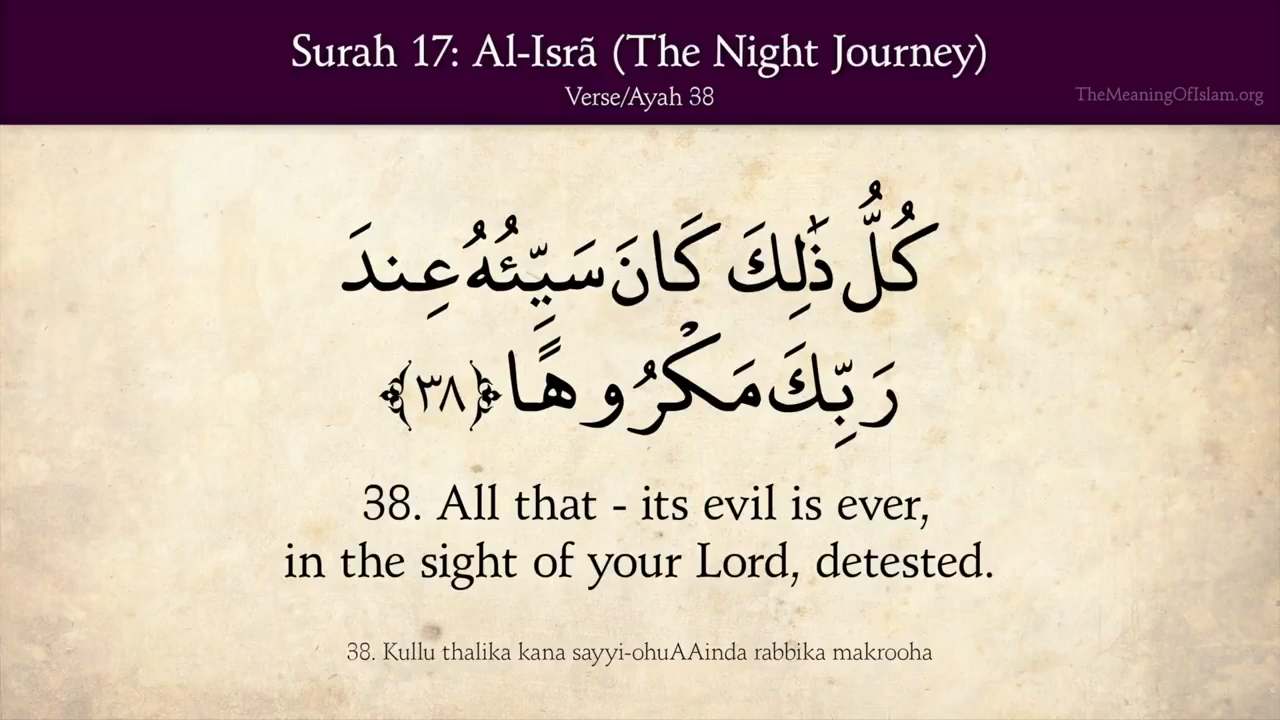 Surah 17: Al-Isrã (The Night Journey)
Verse/Ayah 38
TheMeaningOfIslam.org
كُلُّ ذَٰلِكَ كَانَ سَيِّئُهُ عِندَ
رَبِّكَ مَكْرُوهًا ﴿٣٨﴾
38. All that - its evil is ever,
in the sight of your Lord, detested.
38. Kullu thalika kana sayyi-ohuAAinda rabbika makrooha